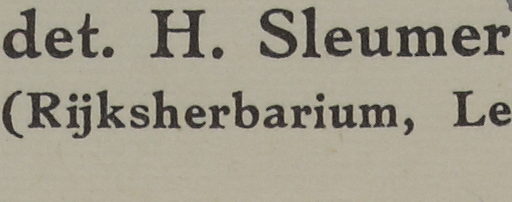 det. H. Sleumer
(Rijksherbarium, Le